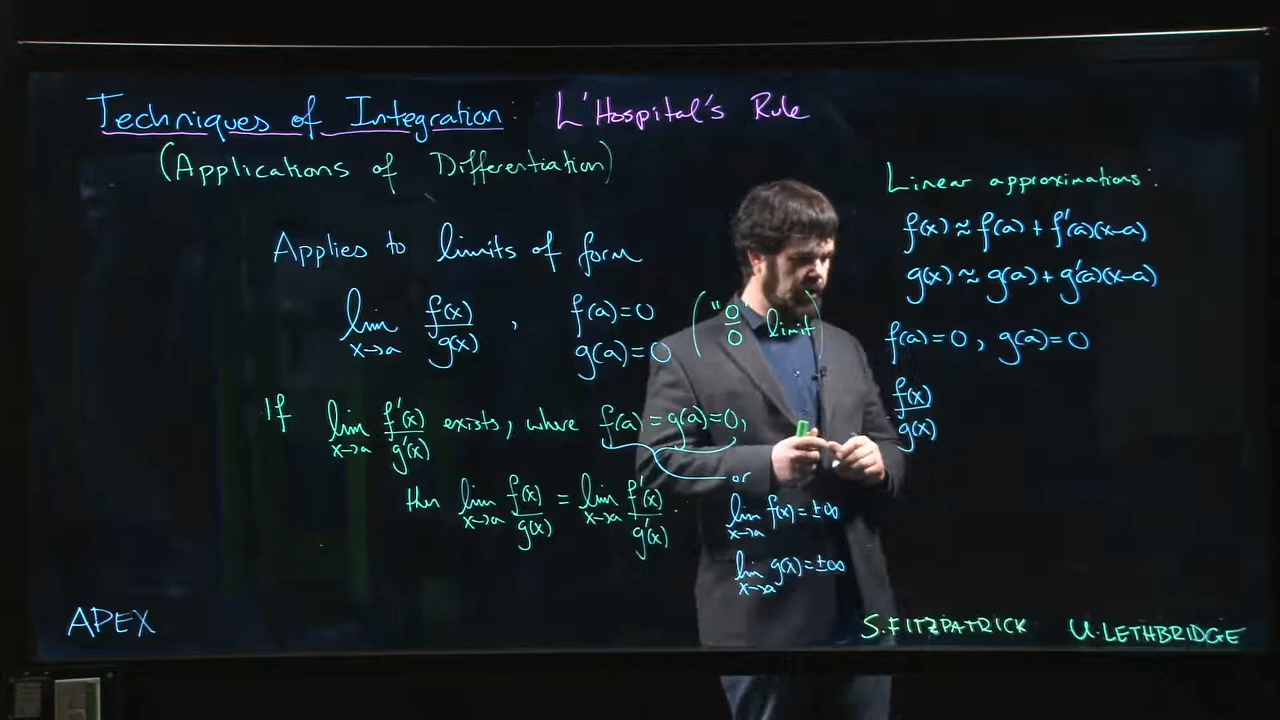 Techniques of Integration: L'Hospital's Rule
(Applications of Differentiation)
Applies to limits of form
lim x→a f(x)/g(x) , f(a)=0 g(a)=0 ("0/0" limit)
If lim x→a f'(x)/g'(x) exists, where f(a)=g(a)=0,
or
lim x→a f(x)=±∞
lim x→a g(x)=±∞
then lim x→a f(x)/g(x) = lim x→a f'(x)/g'(x).
Linear approximations:
f(x)≈f(a)+f'(a)(x-a)
g(x)≈g(a)+g'(a)(x-a)
f(a)=0, g(a)=0
f(x)/g(x)
APEX
S.FITZPATRICK U.LETHBRIDGE